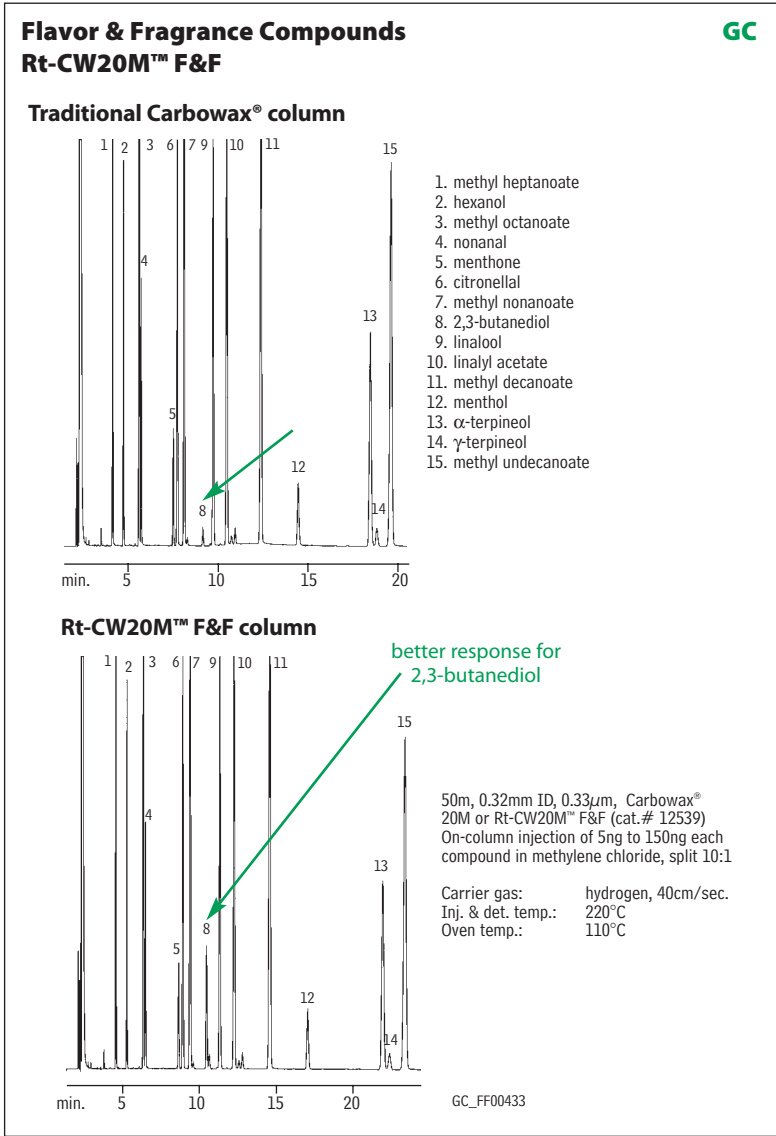 Flavor & Fragrance Compounds
GC
Rt-CW20M™ F&F
Traditional Carbowax® column
1 2 3 6 7 9 10 11 15
4
13
5
12
8
14
1. methyl heptanoate
2. hexanol
3. methyl octanoate
4. nonanal
5. menthone
6. citronellal
7. methyl nonanoate
8. 2,3-butanediol
9. linalool
10. linalyl acetate
11. methyl decanoate
12. menthol
13. α-terpineol
14. γ-terpineol
15. methyl undecanoate
min. 5 10 15 20
Rt-CW20M™ F&F column
better response for
2,3-butanediol
1 2 3 6 7 9 10 11
15
4
13
8
5
12
14
50m, 0.32mm ID, 0.33µm, Carbowax®
20M or Rt-CW20M™ F&F (cat.# 12539)
On-column injection of 5ng to 150ng each
compound in methylene chloride, split 10:1
Carrier gas: hydrogen, 40cm/sec.
Inj. & det. temp.: 220°C
Oven temp.: 110°C
min. 5 10 15 20
GC_FF00433